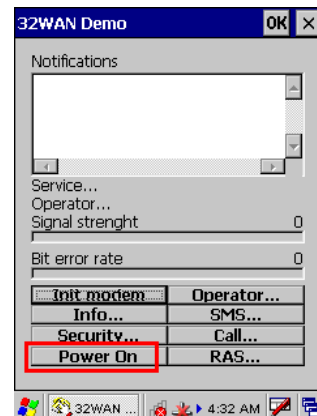 32WAN Demo OK
Notifications
Service...
Operator...
Signal strenght 0
Bit error rate 0
Init modem Operator...
Info... SMS...
Security... Call...
Power On RAS...
32WAN ... 4:32 AM